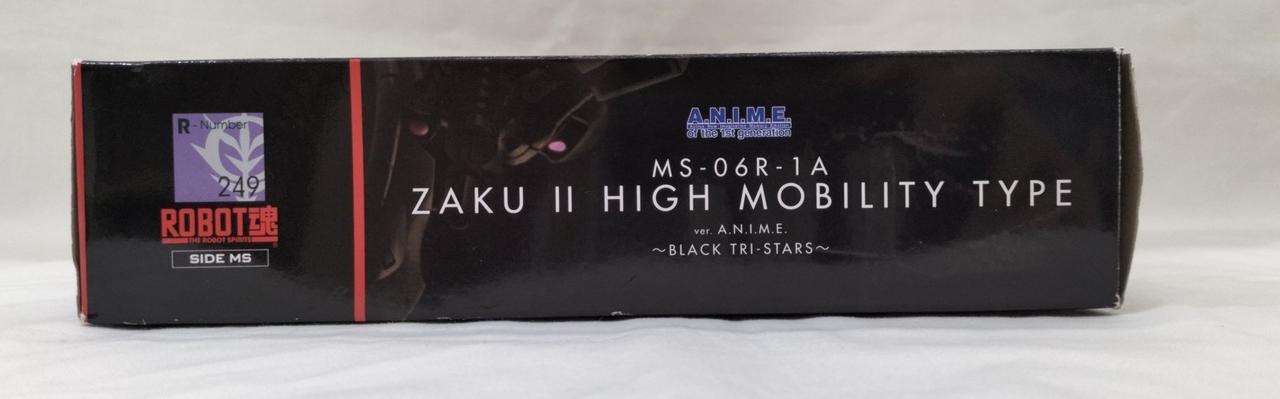 R-Number
249
ROBOT魂
THE ROBOT SPIRITS
SIDE MS
A.N.I.M.E.
of the 1st generation
MS-06R-1A
ZAKU II HIGH MOBILITY TYPE
ver. A.N.I.M.E.
～BLACK TRI-STARS～